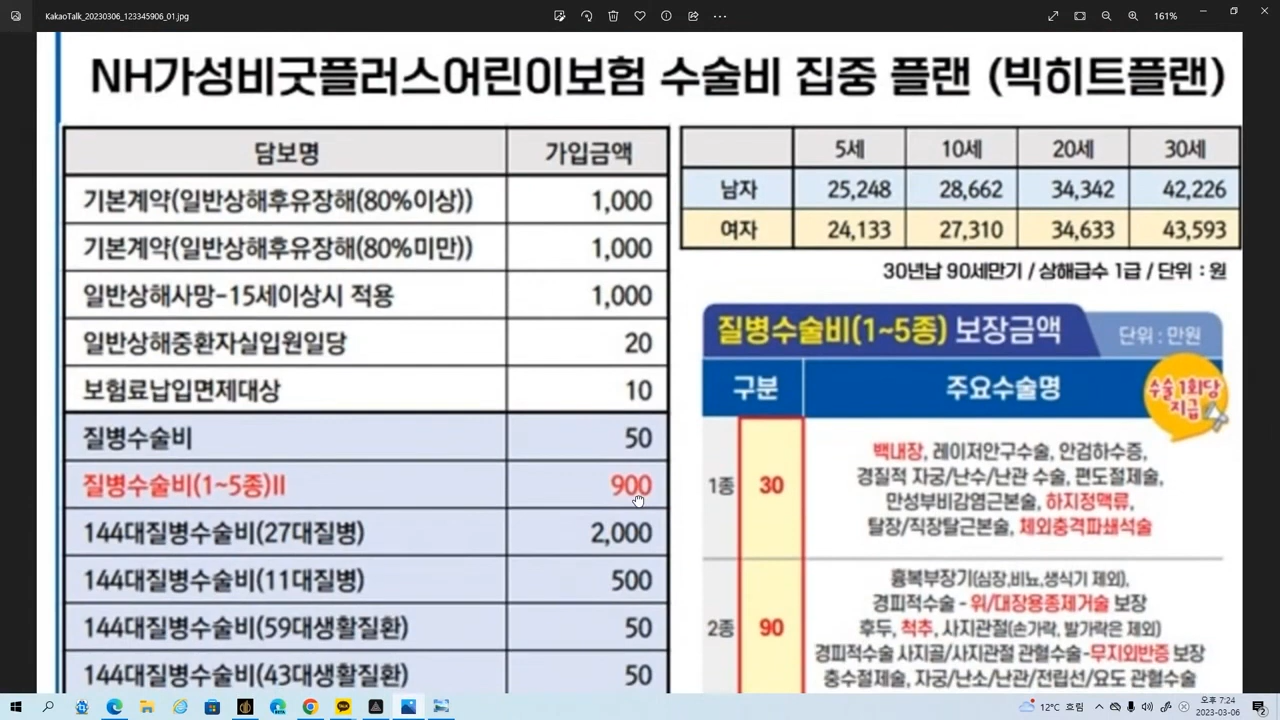 KakaoTalk_20230306_123345906_01.jpg
161%
NH가성비굿플러스어린이보험 수술비 집중 플랜 (빅히트플랜)
담보명 가입금액
기본계약(일반상해후유장해(80%이상)) 1,000
기본계약(일반상해후유장해(80%미만)) 1,000
일반상해사망-15세이상시 적용 1,000
일반상해중환자실입원일당 20
보험료납입면제대상 10
질병수술비 50
질병수술비(1~5종)II 900
144대질병수술비(27대질병) 2,000
144대질병수술비(11대질병) 500
144대질병수술비(59대생활질환) 50
144대질병수술비(43대생활질환) 50
5세 10세 20세 30세
남자 25,248 28,662 34,342 42,226
여자 24,133 27,310 34,633 43,593
30년납 90세만기 / 상해급수 1급 / 단위 : 원
질병수술비(1~5종) 보장금액 단위 : 만원
구분 주요수술명
수술1회당
지급
1종 30
백내장, 레이저안구수술, 안검하수증,
경질적 자궁/난수/난관 수술, 편도절제술,
만성부비감염근본술, 하지정맥류,
탈장/직장탈근본술, 체외충격파쇄석술
2종 90
흉복부장기(심장,비뇨,생식기 제외),
경피적수술 - 위/대장용종제거술 보장
후두, 척추, 사지관절(손가락, 발가락은 제외)
경피적수술 사지골/사지관절 관혈수술-무지외반증 보장
충수절제술, 자궁/난소/난관/전립선/요도 관혈수술
12°C 흐림
오후 7:24
2023-03-06
2